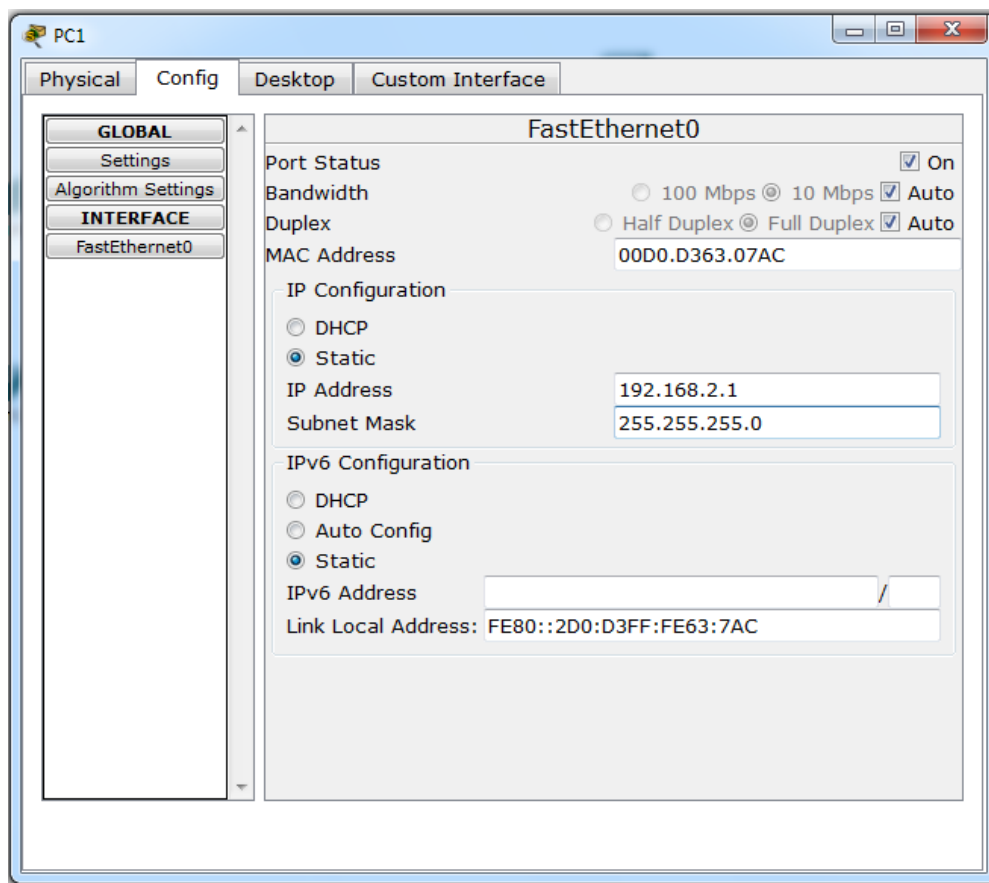 PC1
Physical Config Desktop Custom Interface
GLOBAL
Settings
Algorithm Settings
INTERFACE
FastEthernet0
FastEthernet0
Port Status On
Bandwidth 100 Mbps 10 Mbps Auto
Duplex Half Duplex Full Duplex Auto
MAC Address 00D0.D363.07AC
IP Configuration
DHCP
Static
IP Address 192.168.2.1
Subnet Mask 255.255.255.0
IPv6 Configuration
DHCP
Auto Config
Static
IPv6 Address /
Link Local Address: FE80::2D0:D3FF:FE63:7AC